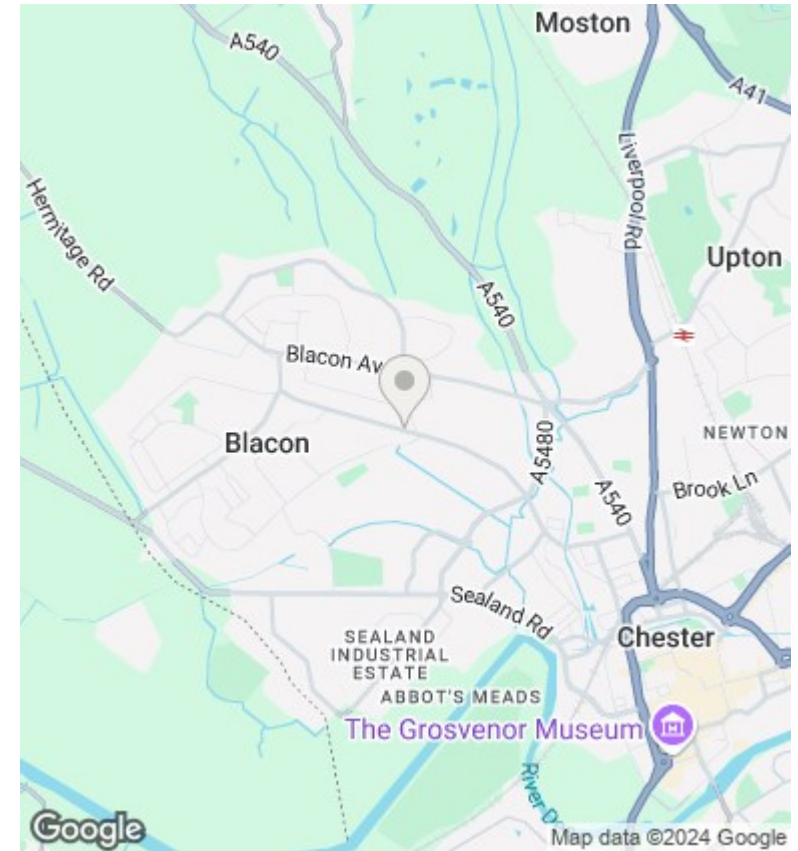 Moston
A540
A41
Liverpool Rd
Hermitage Rd
Upton
A540
Blacon Av
Blacon
A5480
NEWTON
Brook Ln
A540
Sealand Rd
SEALAND
INDUSTRIAL
ESTATE
Chester
ABBOT'S MEADS
The Grosvenor Museum
River D
Google
Map data ©2024 Google